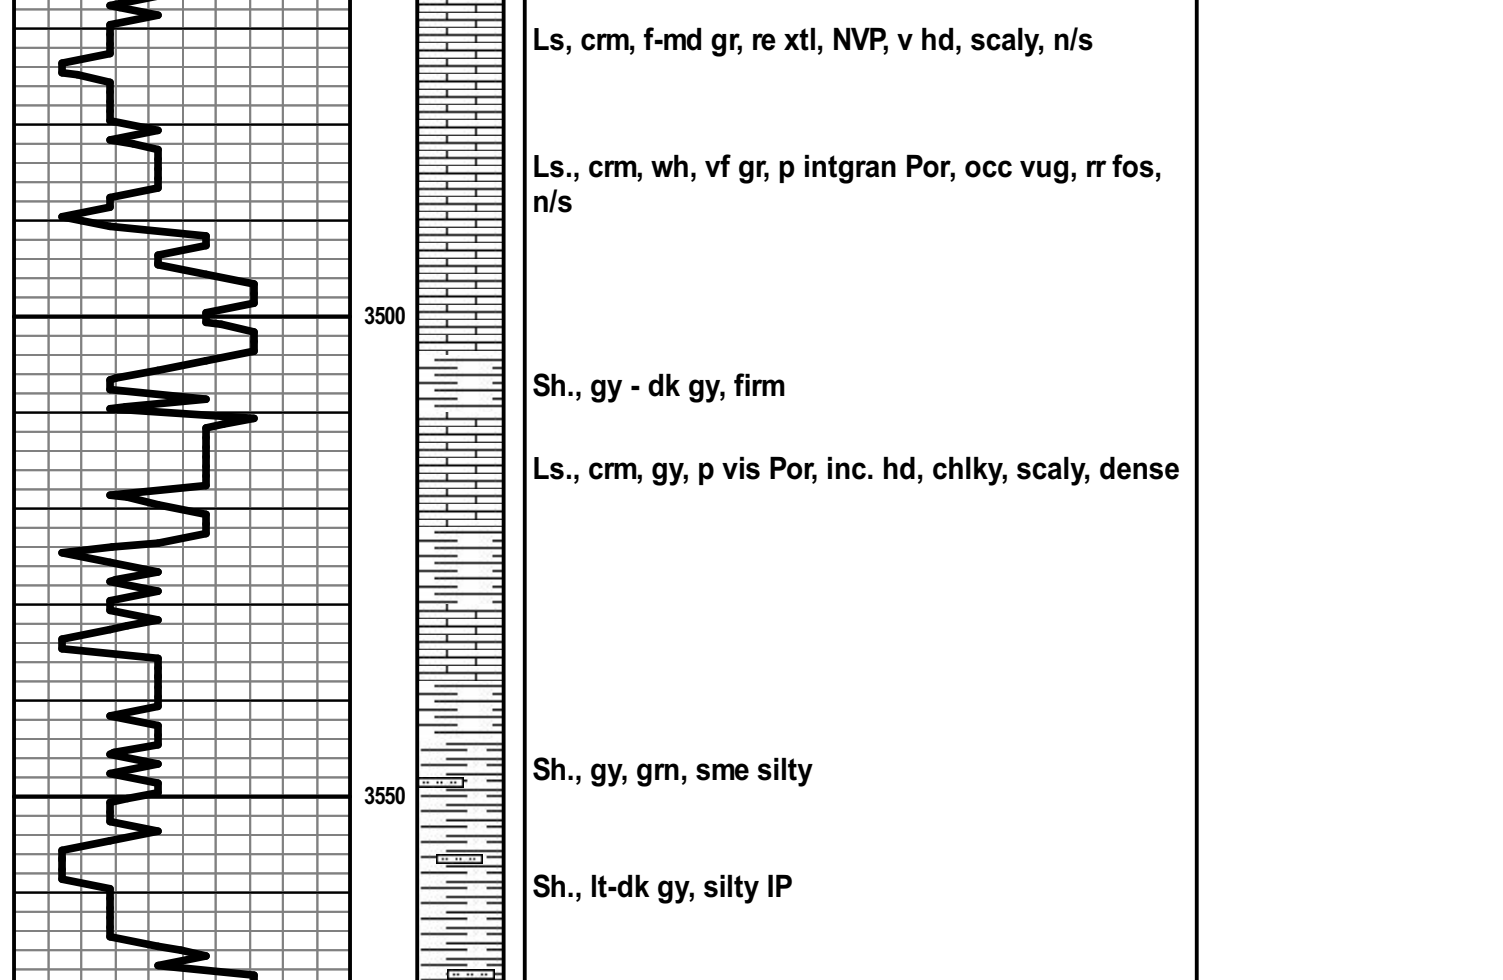 Ls, crm, f-md gr, re xtl, NVP, v hd, scaly, n/s
Ls., crm, wh, vf gr, p intgran Por, occ vug, rr fos,
n/s
3500
Sh., gy - dk gy, firm
Ls., crm, gy, p vis Por, inc. hd, chlky, scaly, dense
Sh., gy, grn, sme silty
3550
Sh., lt-dk gy, silty IP